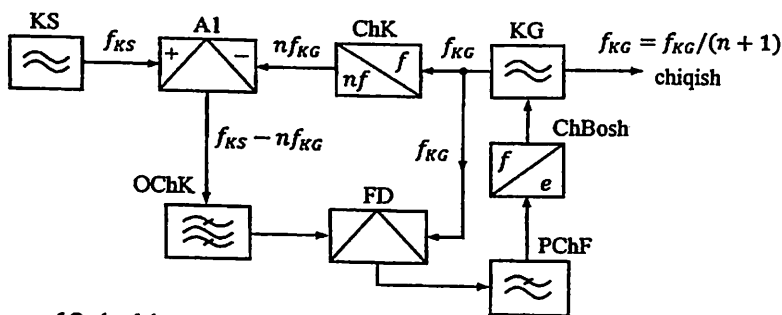 KS
f_KS
A1
+
−
nf_KG
ChK
nf
f
f_KG
KG
f_KG = f_KG/(n + 1)
chiqish
f_KS − nf_KG
f_KG
ChBosh
f
e
OChK
FD
PChF